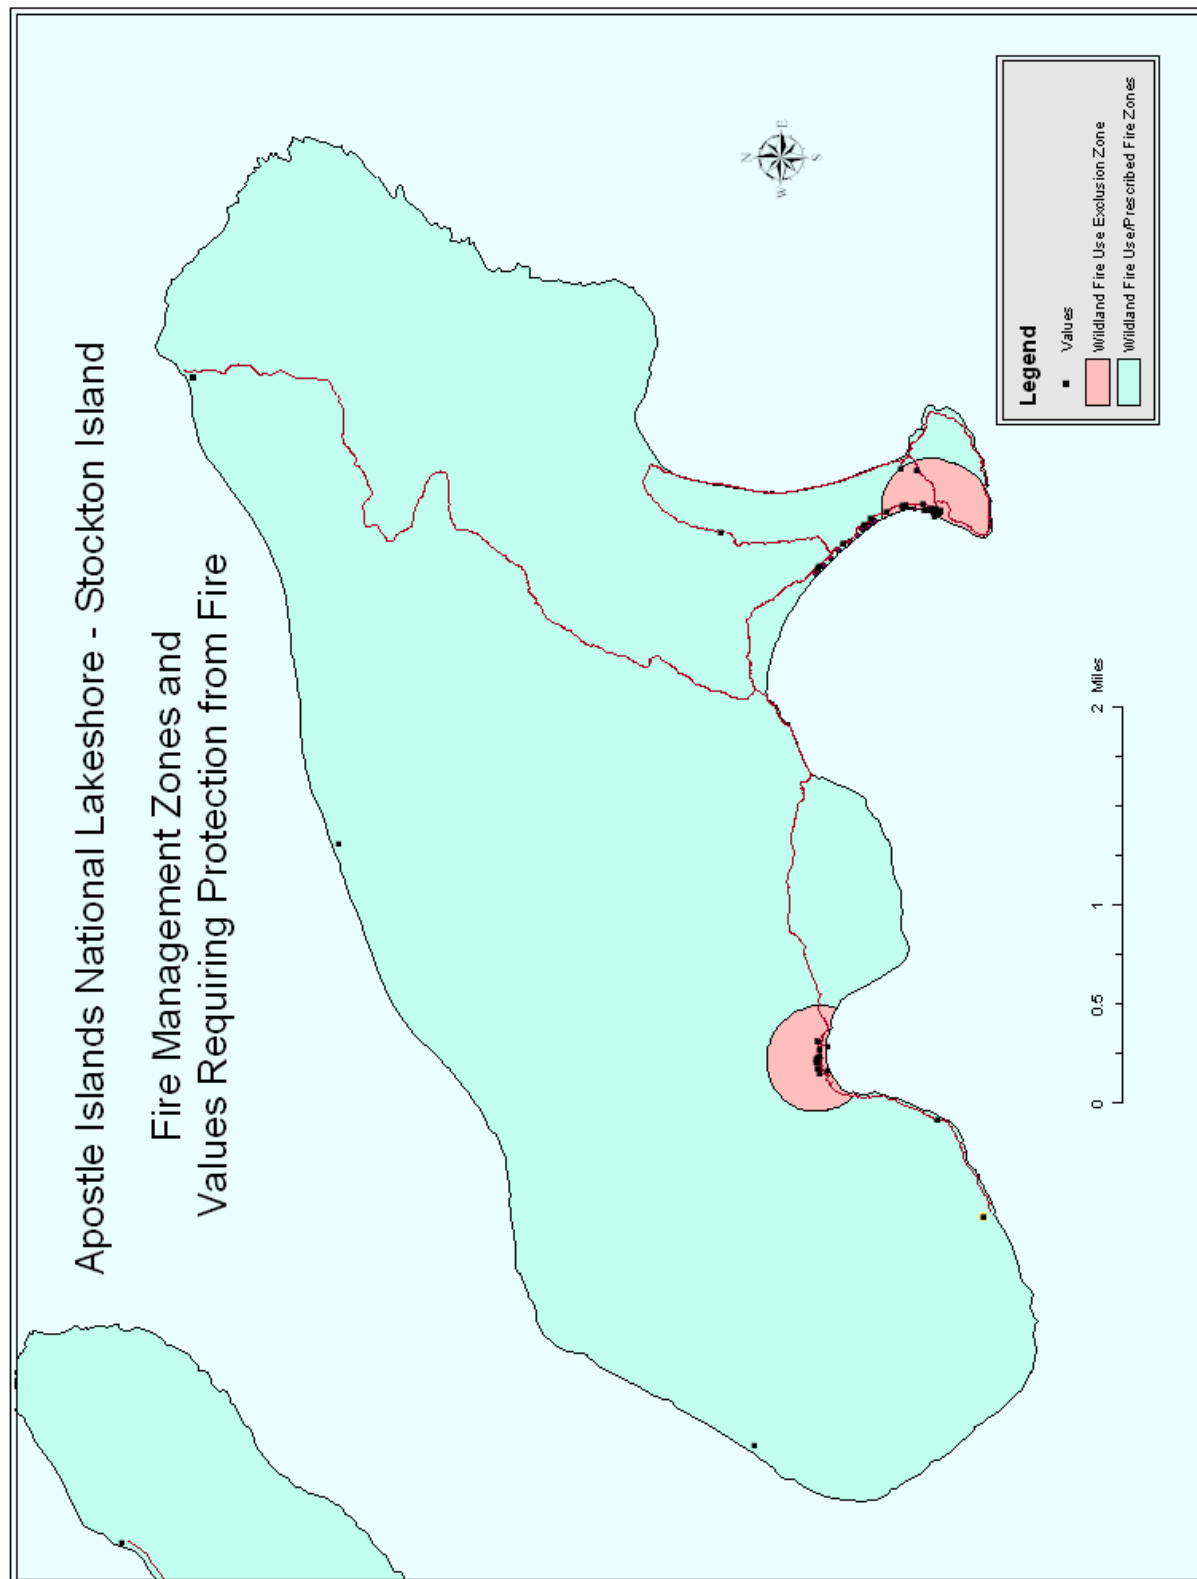 Apostle Islands National Lakeshore - Stockton Island
Fire Management Zones and
Values Requiring Protection from Fire
N
W
E
S
0
0.5
1
2 Miles
Legend
Values
Wildland Fire Use Exclusion Zone
Wildland Fire Use/Prescribed Fire Zones